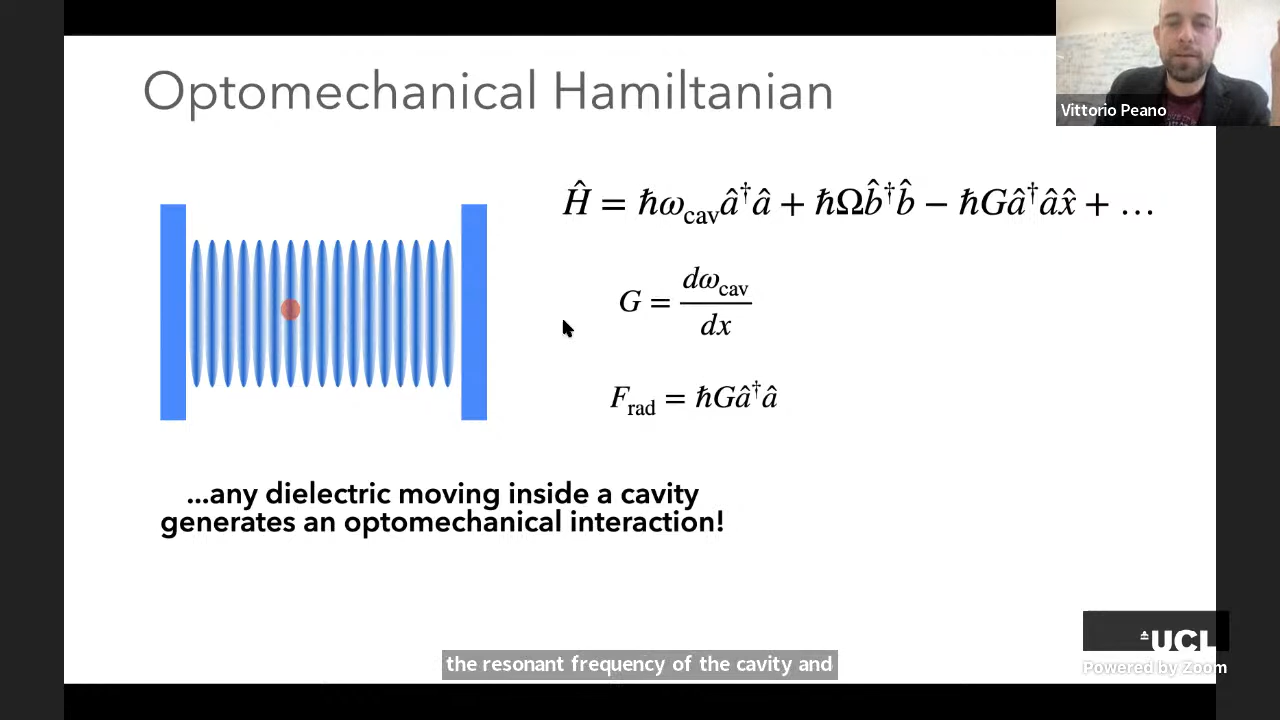 Optomechanical Hamiltanian
Vittorio Peano
Ĥ = ħω_cav â†â + ħΩb̂†b̂ − ħGâ†âx̂ + …
G = dω_cav / dx
F_rad = ħGâ†â
...any dielectric moving inside a cavity
generates an optomechanical interaction!
UCL
Powered by Zoom
the resonant frequency of the cavity and